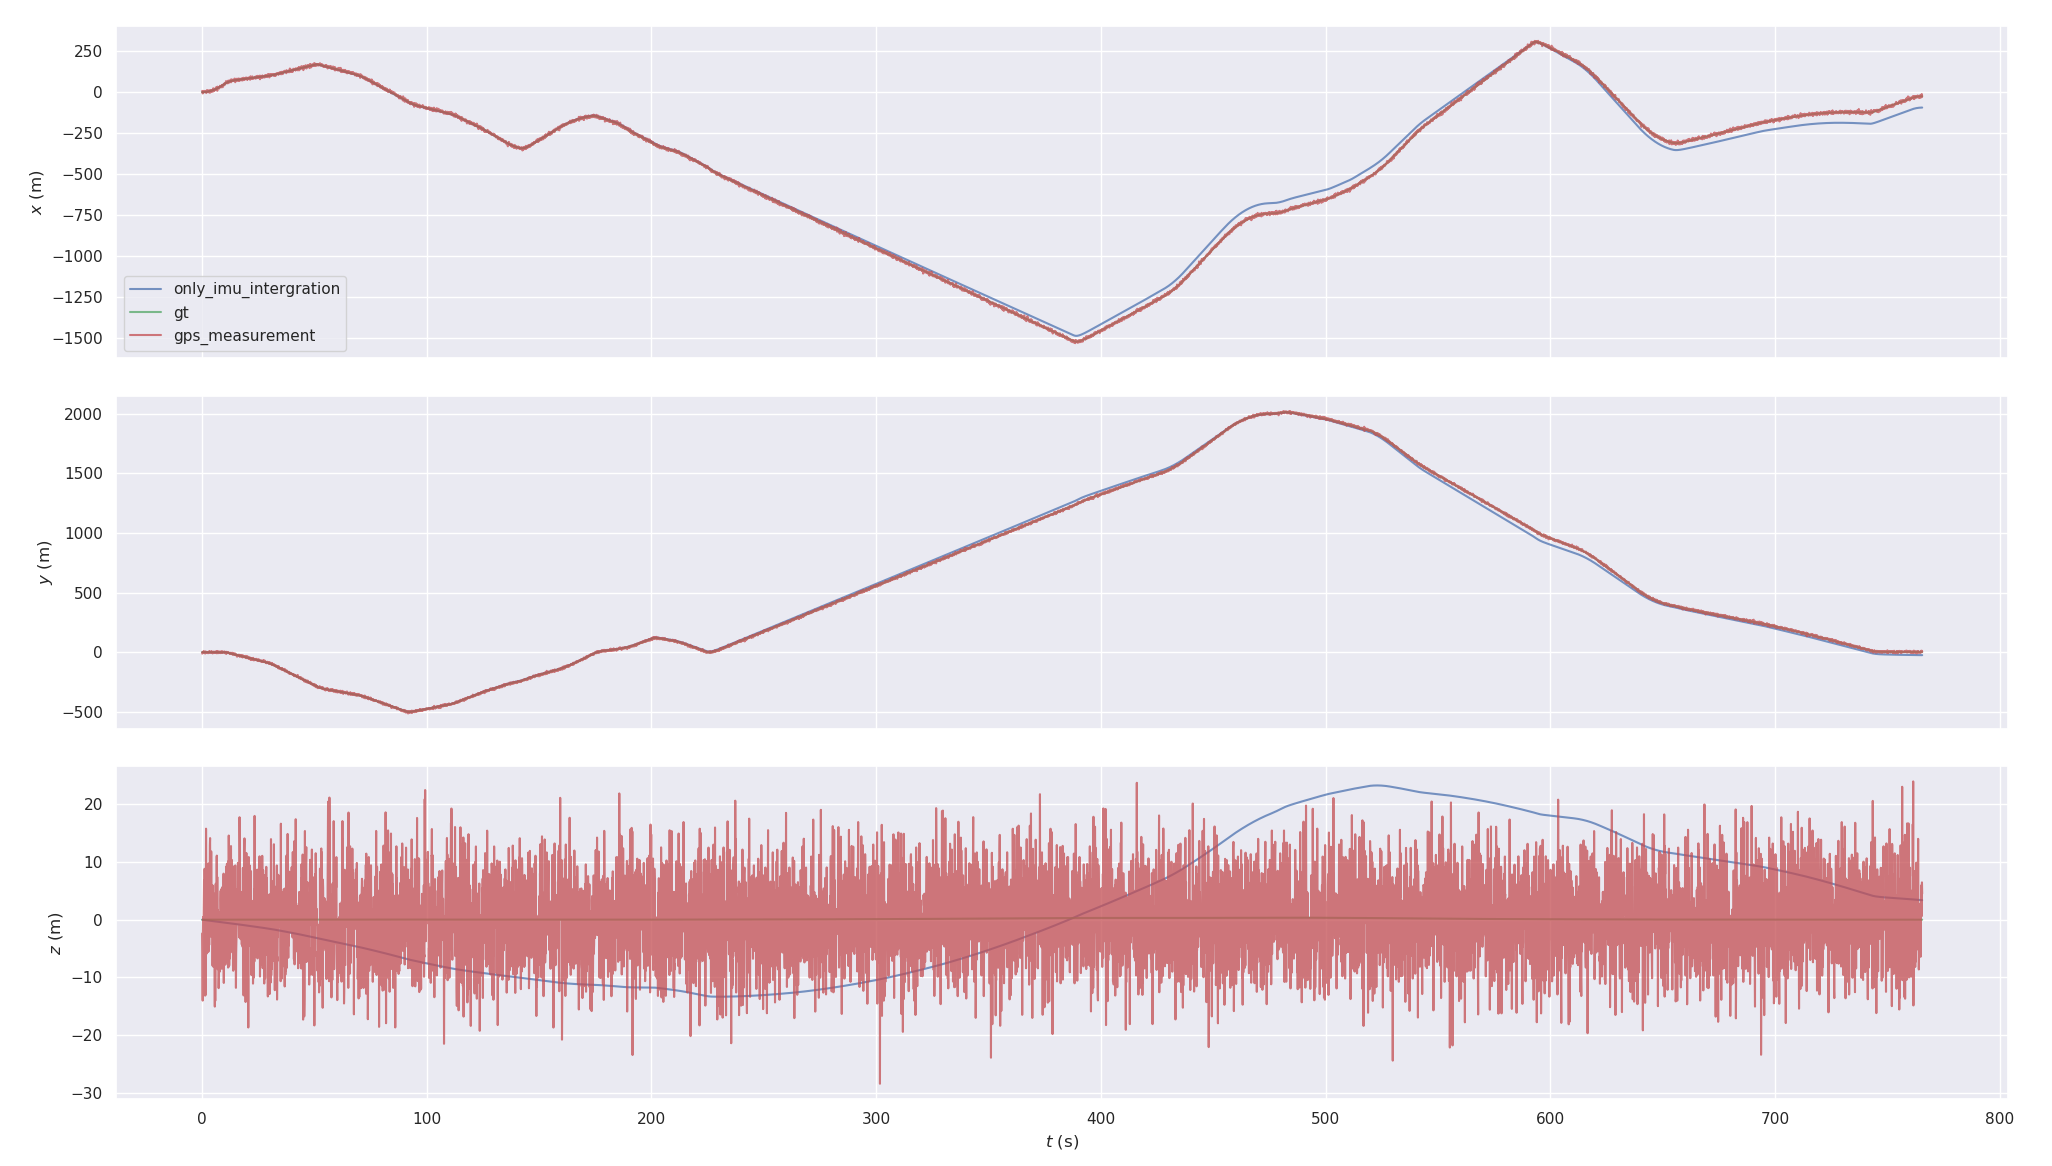 250
0
−250
−500
−750
−1000
−1250
−1500
x (m)
only_imu_intergration
gt
gps_measurement
2000
1500
1000
500
0
−500
y (m)
20
10
0
−10
−20
−30
z (m)
0 100 200 300 400 500 600 700 800
t (s)